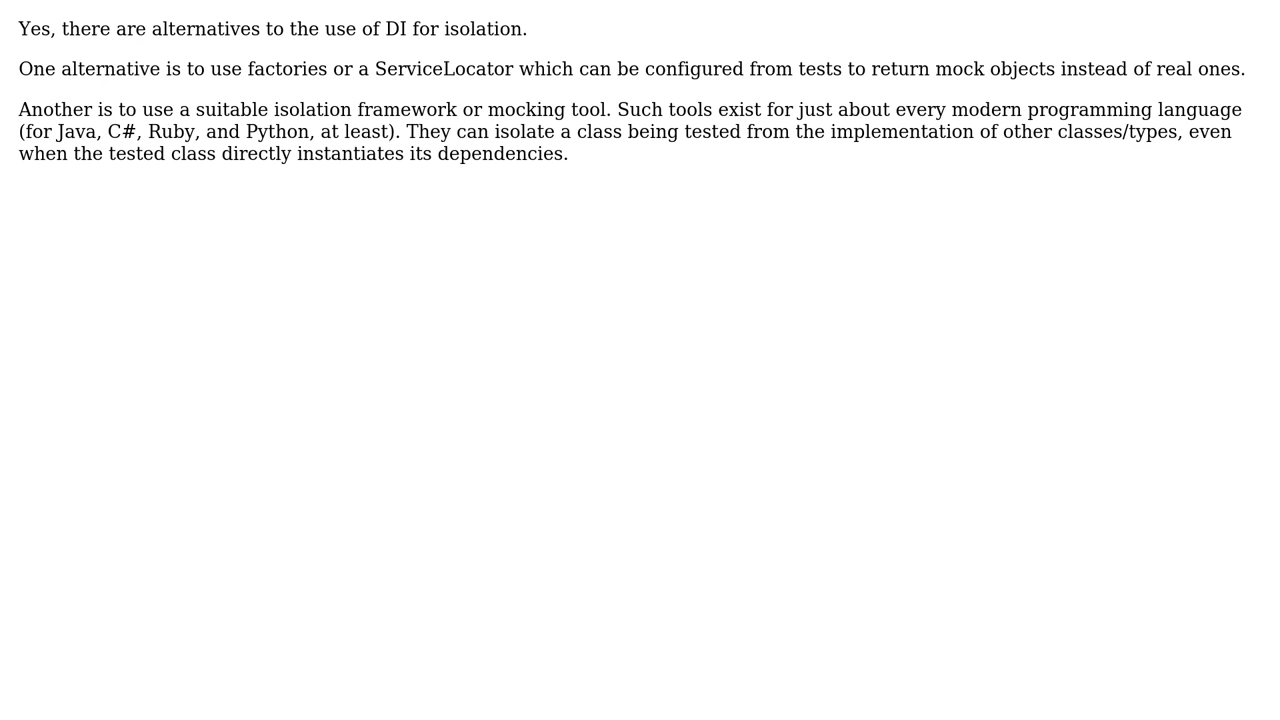 Yes, there are alternatives to the use of DI for isolation.
One alternative is to use factories or a ServiceLocator which can be configured from tests to return mock objects instead of real ones.
Another is to use a suitable isolation framework or mocking tool. Such tools exist for just about every modern programming language
(for Java, C#, Ruby, and Python, at least). They can isolate a class being tested from the implementation of other classes/types, even
when the tested class directly instantiates its dependencies.